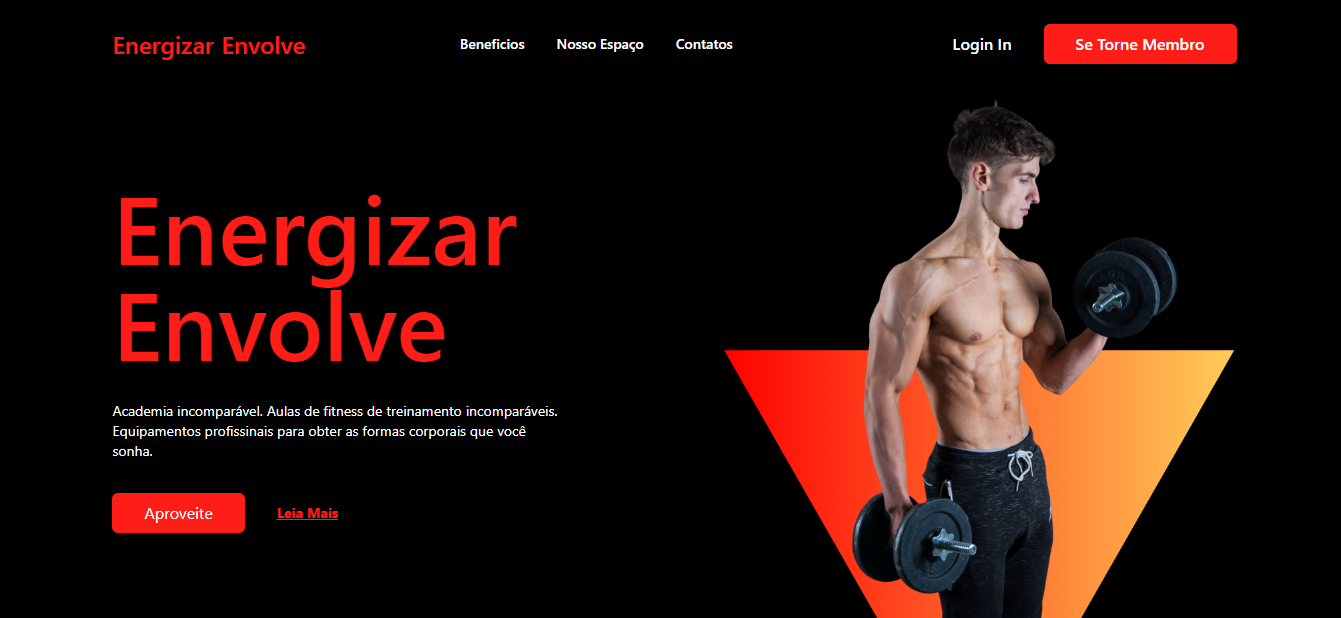 Energizar Envolve
Beneficios
Nosso Espaço
Contatos
Login In
Se Torne Membro
Energizar
Envolve
Academia incomparável. Aulas de fitness de treinamento incomparáveis.
Equipamentos profissinais para obter as formas corporais que você
sonha.
Aproveite
Leia Mais